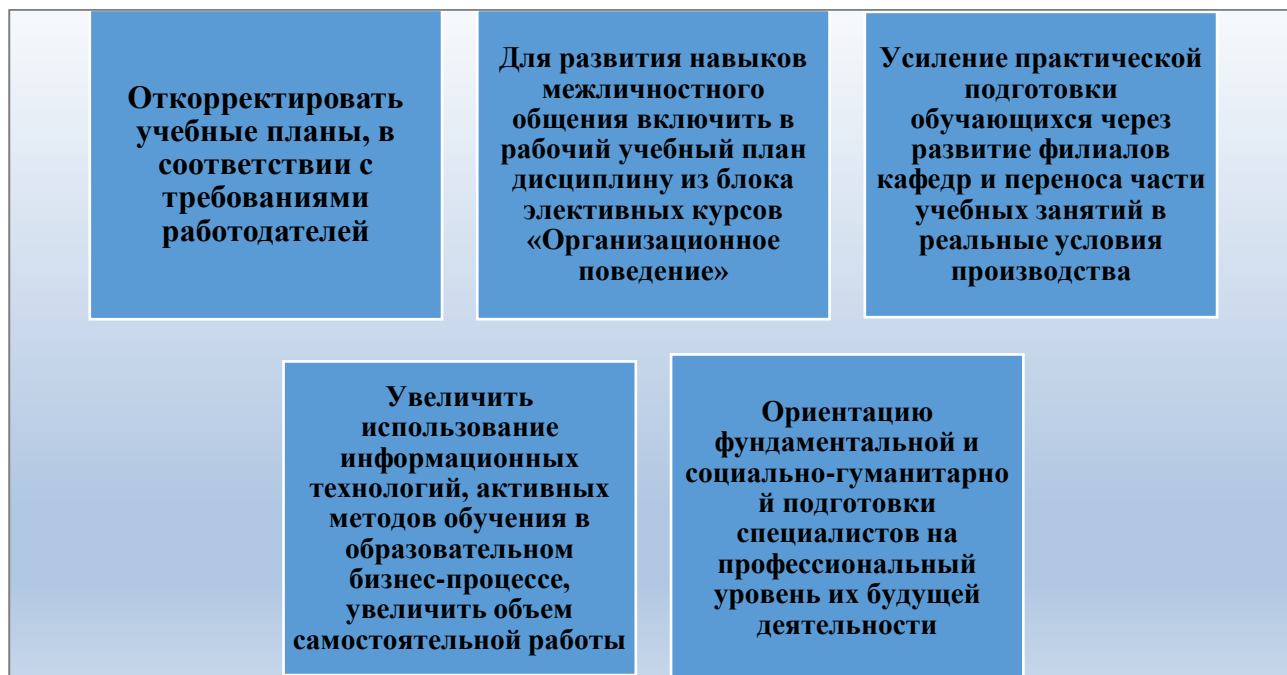 Откорректировать
учебные планы, в
соответствии с
требованиями
работодателей
Для развития навыков
межличностного
общения включить в
рабочий учебный план
дисциплину из блока
элективных курсов
«Организационное
поведение»
Усиление практической
подготовки
обучающихся через
развитие филиалов
кафедр и переноса части
учебных занятий в
реальные условия
производства
Увеличить
использование
информационных
технологий, активных
методов обучения в
образовательном
бизнес-процессе,
увеличить объем
самостоятельной работы
Ориентацию
фундаментальной и
социально-гуманитарно
й подготовки
специалистов на
профессиональный
уровень их будущей
деятельности